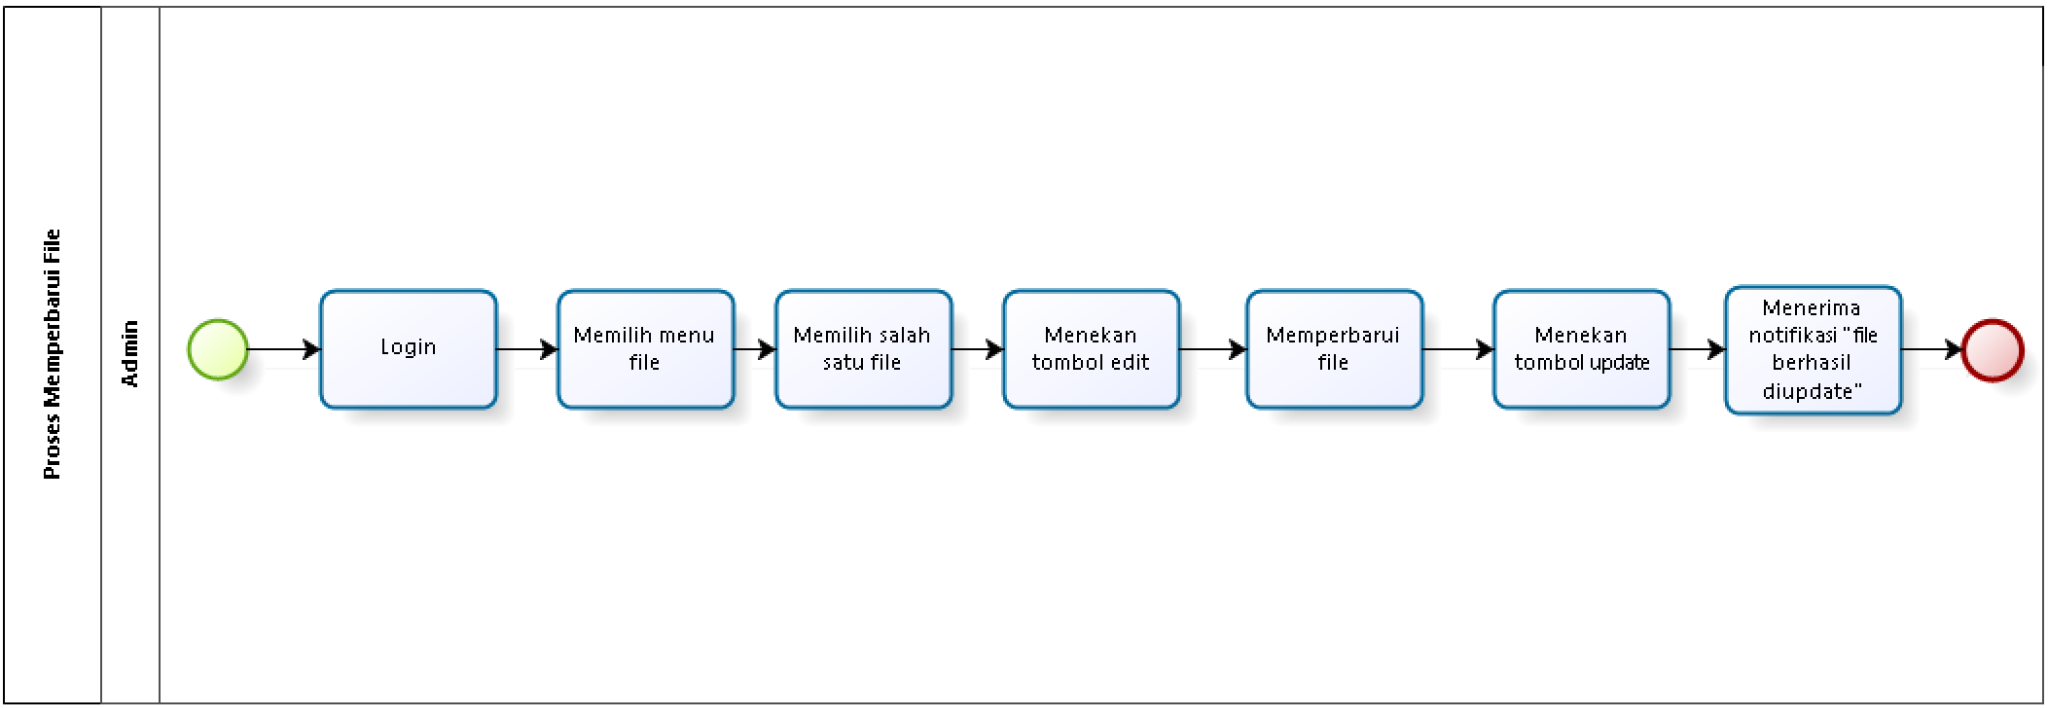 Proses Memperbarui File
Admin
Login
Memilih menu
file
Memilih salah
satu file
Menekan
tombol edit
Memperbarui
file
Menekan
tombol update
Menerima
notifikasi "file
berhasil
diupdate"